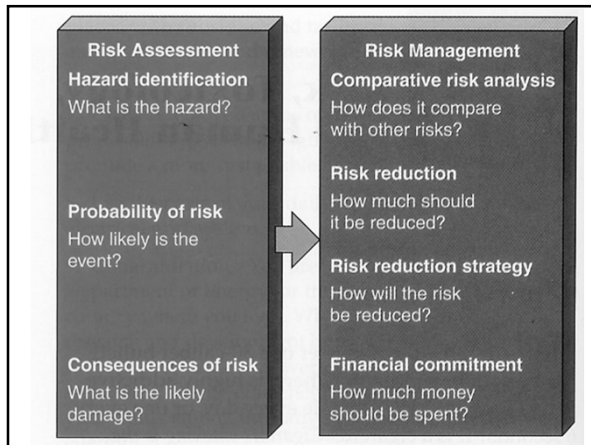 Risk Assessment
Hazard identification
What is the hazard?
Probability of risk
How likely is the
event?
Consequences of risk
What is the likely
damage?
Risk Management
Comparative risk analysis
How does it compare
with other risks?
Risk reduction
How much should
it be reduced?
Risk reduction strategy
How will the risk
be reduced?
Financial commitment
How much money
should be spent?